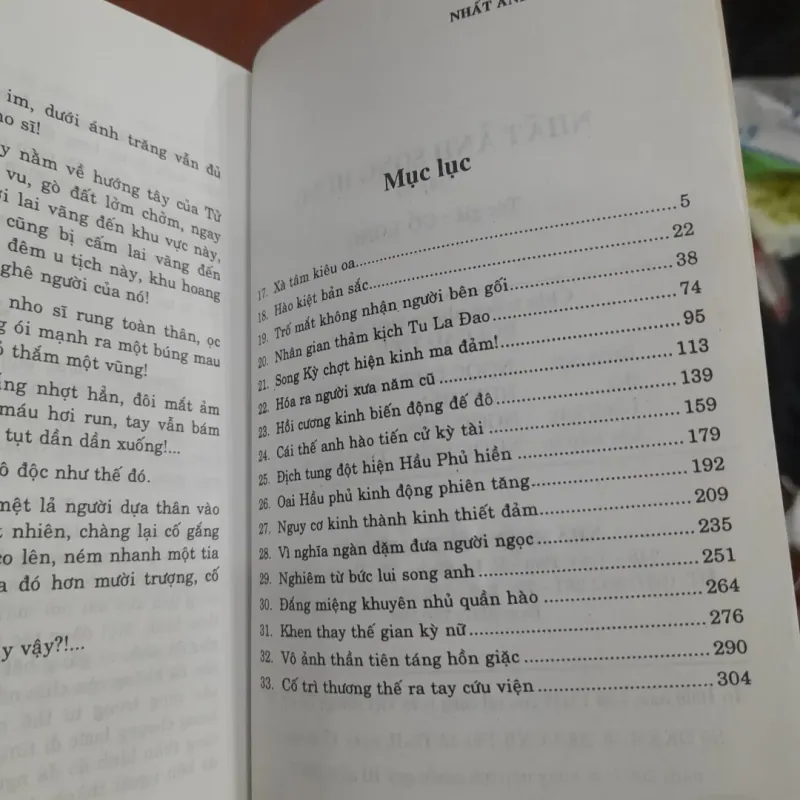 im, dưới ánh trăng vẫn đủ
sĩ!
nằm về hướng tây của Tử
vu, gò đất lởm chởm, ngay
lai vãng đến khu vực này,
cũng bị cấm lai vãng đến
đêm u tịch này, khu hoang
nghê người của nó!
nho sĩ rung toàn thân, ọc
ói mạnh ra một búng mau
thắm một vũng!
nhợt hẳn, đôi mắt ảm
máu hơi run, tay vẫn bám
tụt dần dần xuống!...
độc như thế đó.
mệt lả người dựa thân vào
nhiên, chàng lại cố gắng
co lên, ném nhanh một tia
đó hơn mười trượng, cố
vậy?!...
NHẤT ẢNH
Mục lục
17. Xà tâm kiêu oa 5
18. Hào kiệt bản sắc 22
19. Trố mắt không nhận người bên gối 38
20. Nhân gian thảm kịch Tu La Đao 74
21. Song Kỳ chợt hiện kinh ma đảm! 95
22. Hóa ra người xưa năm cũ 113
23. Hồi cương kinh biến động đế đô 139
24. Cái thế anh hào tiến cử kỳ tài 159
25. Địch tung đột hiện Hầu Phủ hiền 179
26. Oai Hầu phủ kinh động phiên tăng 192
27. Nguy cơ kinh thành kinh thiết đảm 209
28. Vì nghĩa ngàn dặm đưa người ngọc 235
29. Nghiêm từ bức lui song anh 251
30. Đắng miệng khuyên nhủ quần hào 264
31. Khen thay thế gian kỳ nữ 276
32. Vô ảnh thần tiên táng hồn giặc 290
33. Cố trì thương thế ra tay cứu viện 304